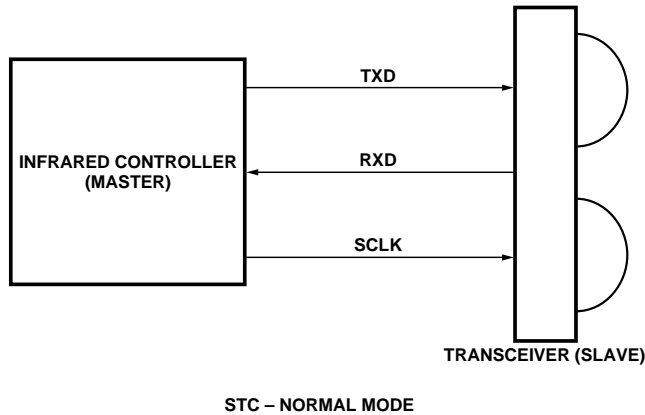 TXD
INFRARED CONTROLLER
(MASTER)
RXD
SCLK
TRANSCEIVER (SLAVE)
STC – NORMAL MODE